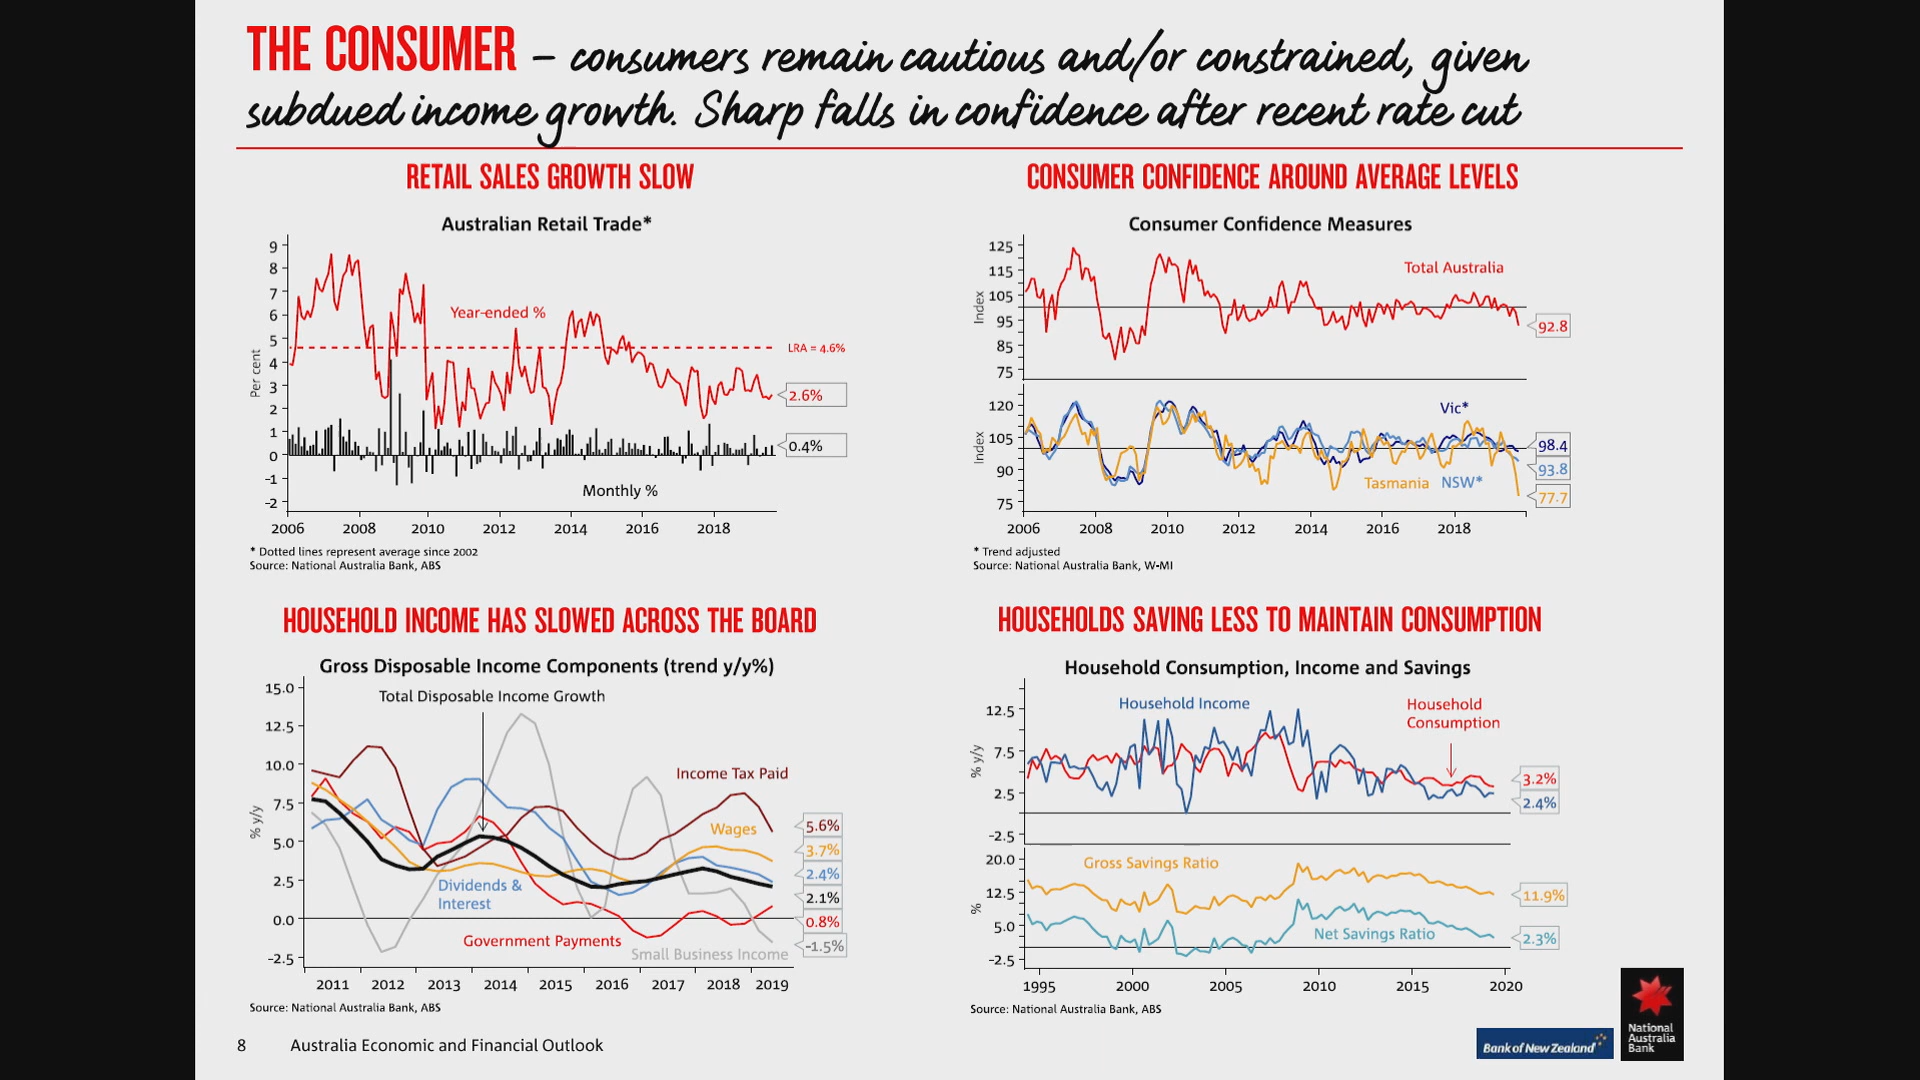 THE CONSUMER – consumers remain cautious and/or constrained, given
subdued income growth. Sharp falls in confidence after recent rate cut
RETAIL SALES GROWTH SLOW
Australian Retail Trade*
Per cent
9
8
7
6
5
4
3
2
1
0
-1
-2
Year-ended %
LRA = 4.6%
2.6%
0.4%
Monthly %
2006 2008 2010 2012 2014 2016 2018
* Dotted lines represent average since 2002
Source: National Australia Bank, ABS
CONSUMER CONFIDENCE AROUND AVERAGE LEVELS
Consumer Confidence Measures
Index
125
115
105
95
85
75
Total Australia
92.8
Index
120
105
90
75
Vic*
98.4
93.8
Tasmania NSW*
77.7
2006 2008 2010 2012 2014 2016 2018
* Trend adjusted
Source: National Australia Bank, W-MI
HOUSEHOLD INCOME HAS SLOWED ACROSS THE BOARD
Gross Disposable Income Components (trend y/y%)
% y/y
15.0
12.5
10.0
7.5
5.0
2.5
0.0
-2.5
Total Disposable Income Growth
Income Tax Paid
Wages
Dividends &
Interest
Government Payments
Small Business Income
5.6%
3.7%
2.4%
2.1%
0.8%
-1.5%
2011 2012 2013 2014 2015 2016 2017 2018 2019
Source: National Australia Bank, ABS
HOUSEHOLDS SAVING LESS TO MAINTAIN CONSUMPTION
Household Consumption, Income and Savings
% y/y
12.5
7.5
2.5
-2.5
Household Income
Household
Consumption
3.2%
2.4%
%
20.0
12.5
5.0
-2.5
Gross Savings Ratio
11.9%
Net Savings Ratio
2.3%
1995 2000 2005 2010 2015 2020
Source: National Australia Bank, ABS
8 Australia Economic and Financial Outlook
Bank of New Zealand
National
Australia
Bank